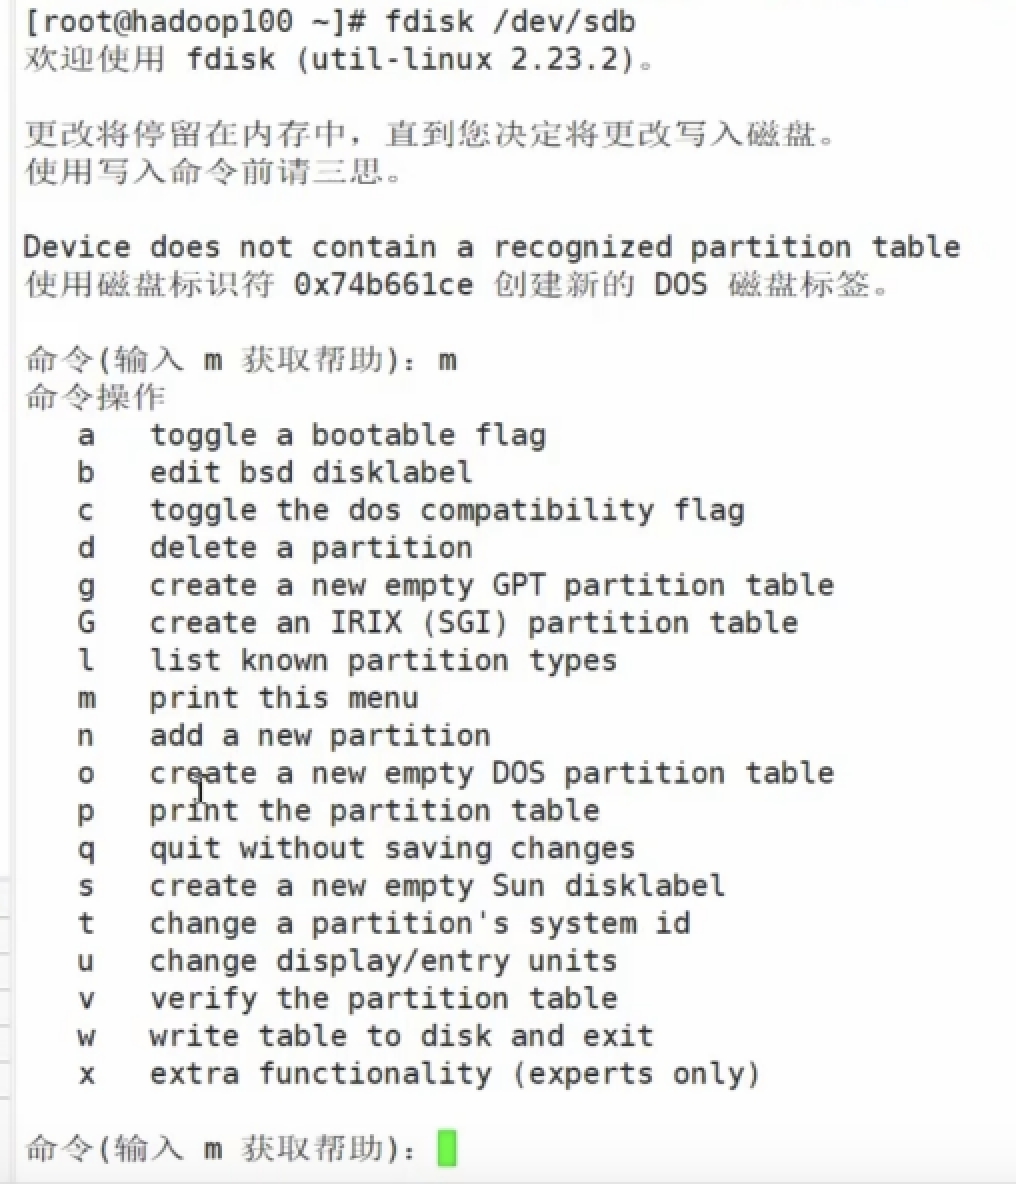 [root@hadoop100 ~]# fdisk /dev/sdb
欢迎使用 fdisk (util-linux 2.23.2)。
更改将停留在内存中，直到您决定将更改写入磁盘。
使用写入命令前请三思。
Device does not contain a recognized partition table
使用磁盘标识符 0x74b661ce 创建新的 DOS 磁盘标签。
命令(输入 m 获取帮助)：m
命令操作
a   toggle a bootable flag
b   edit bsd disklabel
c   toggle the dos compatibility flag
d   delete a partition
g   create a new empty GPT partition table
G   create an IRIX (SGI) partition table
l   list known partition types
m   print this menu
n   add a new partition
o   create a new empty DOS partition table
p   print the partition table
q   quit without saving changes
s   create a new empty Sun disklabel
t   change a partition's system id
u   change display/entry units
v   verify the partition table
w   write table to disk and exit
x   extra functionality (experts only)
命令(输入 m 获取帮助)：